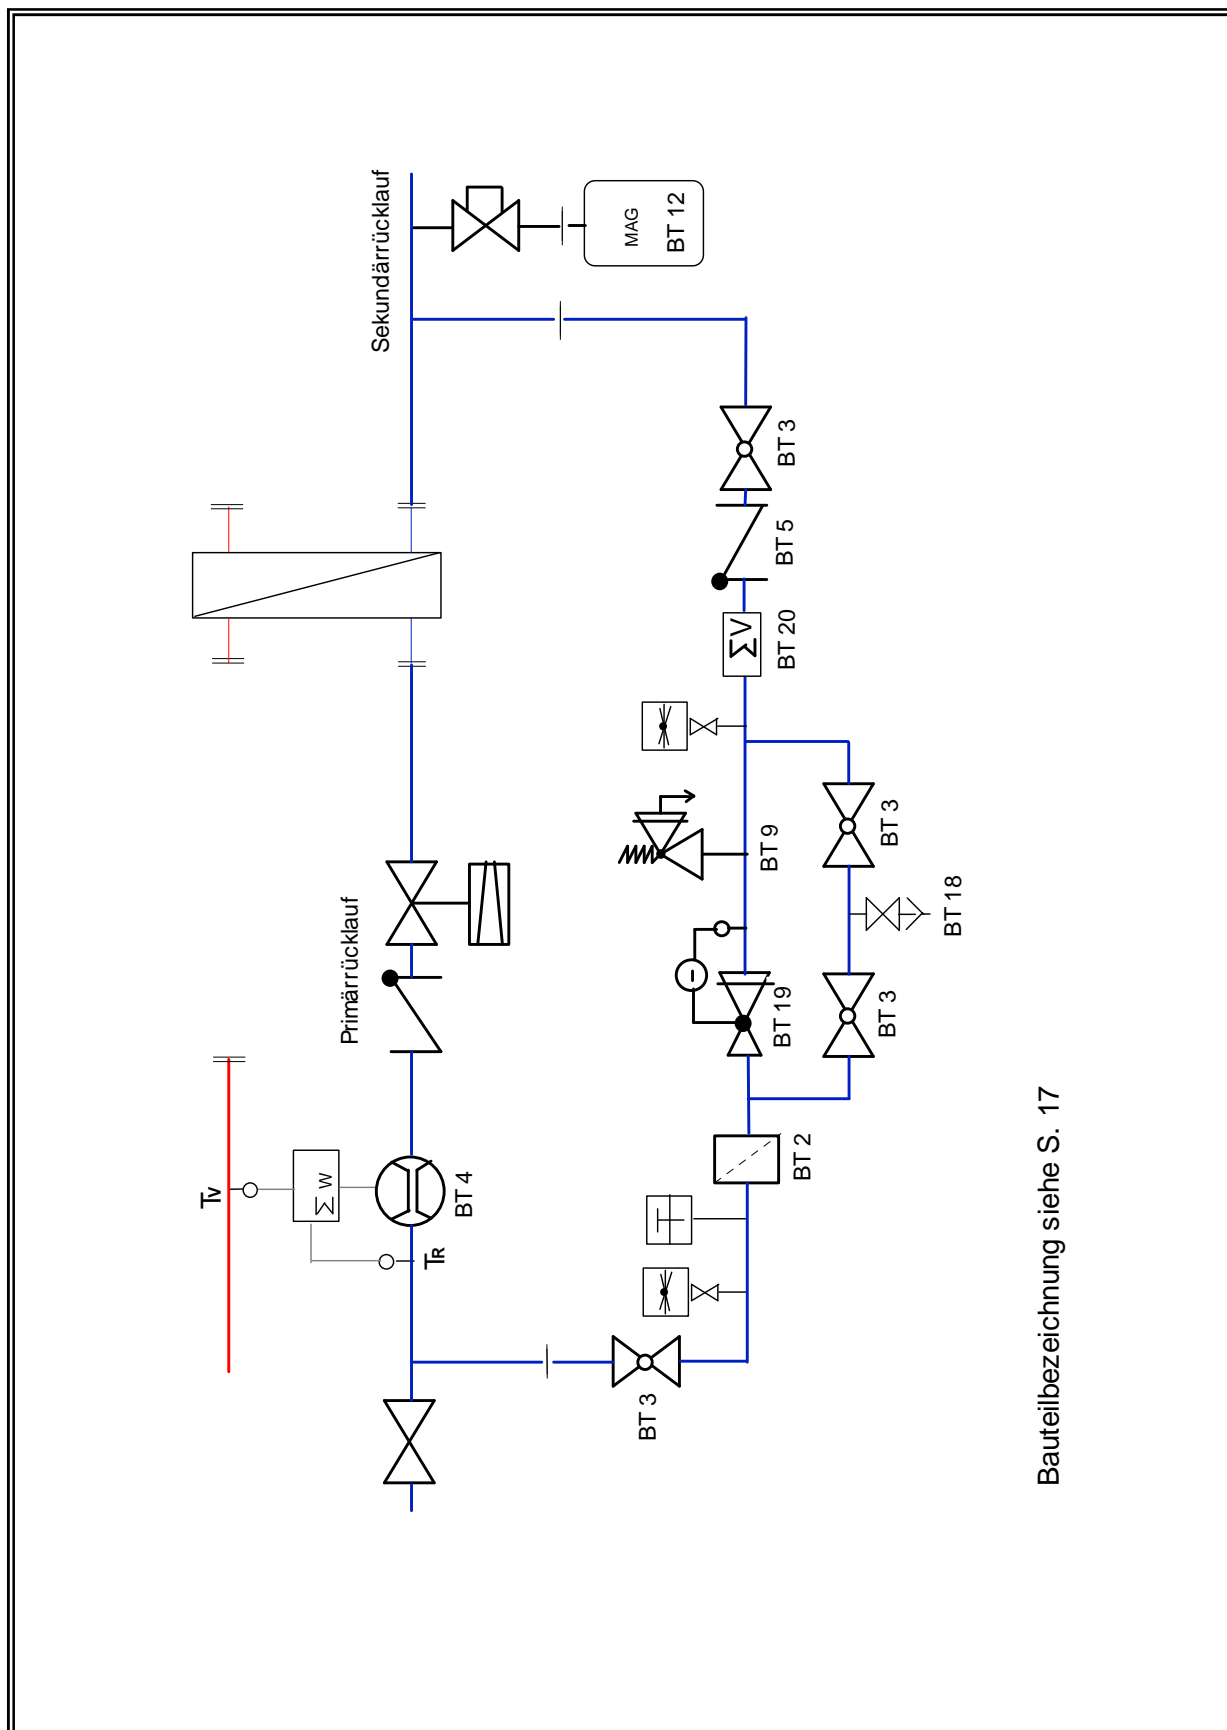 Tv
Σ W
TR
BT 4
Primärrücklauf
Sekundärrücklauf
MAG
BT 12
BT 3
BT 2
BT 19
BT 9
ΣV
BT 20
BT 5
BT 3
BT 3
BT 18
BT 3
Bauteilbezeichnung siehe S. 17